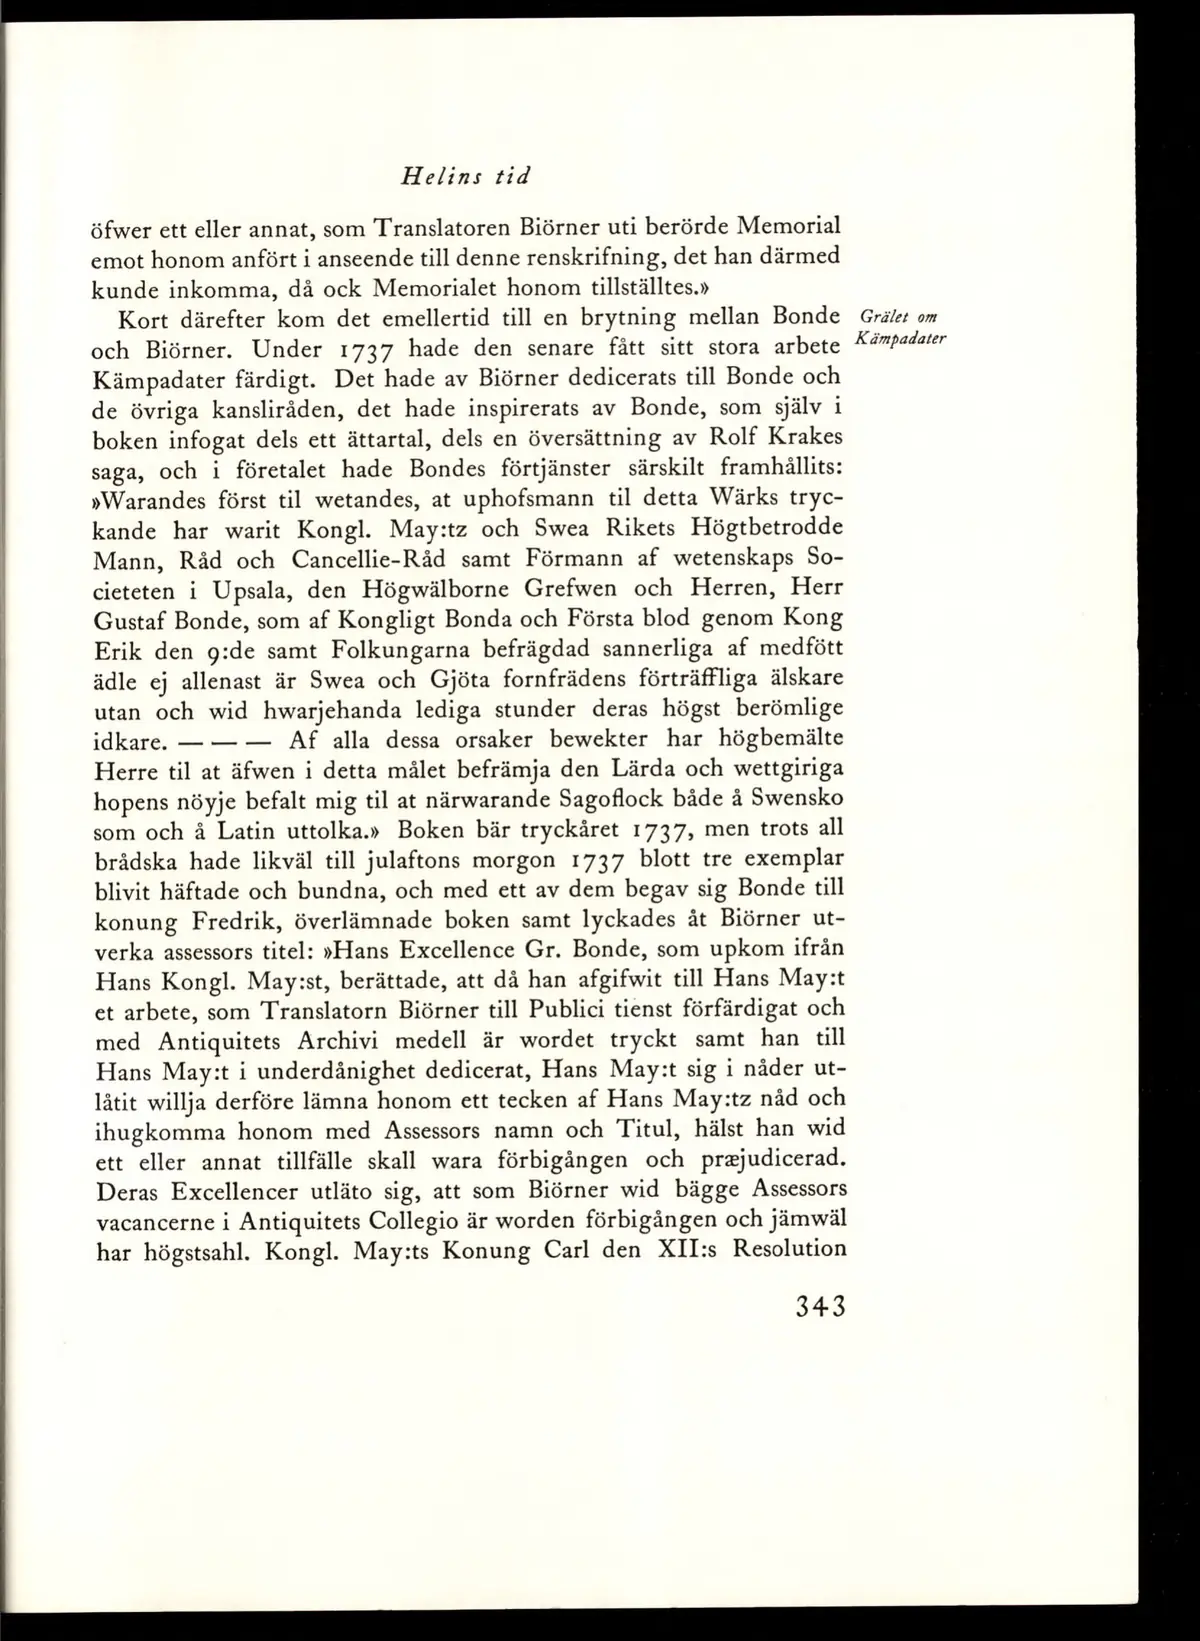 Helins tid
öfwer ett eller annat, som Translatoren Biörner uti berörde Memorial
emot honom anfört i anseende till denne renskrifning, det han därmed
kunde inkomma, då ock Memorialet honom tillställtes.»
Kort därefter kom det emellertid till en brytning mellan Bonde
och Biörner. Under 1737 hade den senare fått sitt stora arbete
Grälet om
Kämpadater
Kämpadater färdigt. Det hade av Biörner dedicerats till Bonde och
de övriga kansliråden, det hade inspirerats av Bonde, som själv i
boken infogat dels ett ättartal, dels en översättning av Rolf Krakes
saga, och i företalet hade Bondes förtjänster särskilt framhållits:
»Warandes först til wetandes, at uphofsmann til detta Wärks tryc-
kande har warit Kongl. May:tz och Swea Rikets Högtbetrodde
Mann, Råd och Cancellie-Råd samt Förmann af wetenskaps So-
cieteten i Upsala, den Högwälborne Grefwen och Herren, Herr
Gustaf Bonde, som af Kongligt Bonda och Första blod genom Kong
Erik den 9:de samt Folkungarna befrägdad sannerliga af medfött
ädle ej allenast är Swea och Gjöta fornfrädens förträffliga älskare
utan och wid hwarjehanda lediga stunder deras högst berömlige
idkare. — — — Af alla dessa orsaker bewekter har högbemälte
Herre til at äfwen i detta målet befrämja den Lärda och wettgiriga
hopens nöyje befalt mig til at närwarande Sagoflock både å Swensko
som och å Latin uttolka.» Boken bär tryckåret 1737, men trots all
brådska hade likväl till julaftons morgon 1737 blott tre exemplar
blivit häftade och bundna, och med ett av dem begav sig Bonde till
konung Fredrik, överlämnade boken samt lyckades åt Biörner ut-
verka assessors titel: »Hans Excellence Gr. Bonde, som upkom ifrån
Hans Kongl. May:st, berättade, att då han afgifwit till Hans May:t
et arbete, som Translatorn Biörner till Publici tienst förfärdigat och
med Antiquitets Archivi medell är wordet tryckt samt han till
Hans May:t i underdånighet dedicerat, Hans May:t sig i nåder ut-
låtit willja derföre lämna honom ett tecken af Hans May:tz nåd och
ihugkomma honom med Assessors namn och Titul, hälst han wid
ett eller annat tillfälle skall wara förbigången och præjudicerad.
Deras Excellencer utläto sig, att som Biörner wid bägge Assessors
vacancerne i Antiquitets Collegio är worden förbigången och jämwäl
har högstsahl. Kongl. May:ts Konung Carl den XII:s Resolution
343